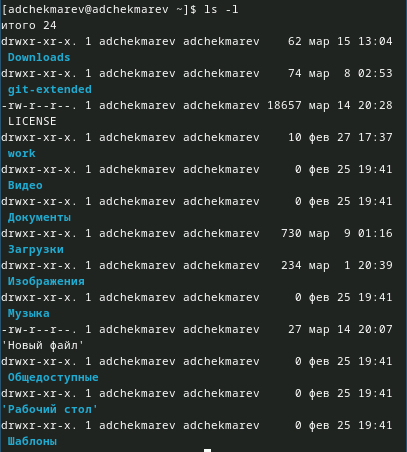 [adchekmarev@adchekmarev ~]$ ls -l
итого 24
drwxr-xr-x. 1 adchekmarev adchekmarev    62 мар 15 13:04
 Downloads
drwxr-xr-x. 1 adchekmarev adchekmarev    74 мар  8 02:53
 git-extended
-rw-r--r--. 1 adchekmarev adchekmarev 18657 мар 14 20:28
 LICENSE
drwxr-xr-x. 1 adchekmarev adchekmarev    10 фев 27 17:37
 work
drwxr-xr-x. 1 adchekmarev adchekmarev     0 фев 25 19:41
 Видео
drwxr-xr-x. 1 adchekmarev adchekmarev     0 фев 25 19:41
 Документы
drwxr-xr-x. 1 adchekmarev adchekmarev   730 мар  9 01:16
 Загрузки
drwxr-xr-x. 1 adchekmarev adchekmarev   234 мар  1 20:39
 Изображения
drwxr-xr-x. 1 adchekmarev adchekmarev     0 фев 25 19:41
 Музыка
-rw-r--r--. 1 adchekmarev adchekmarev    27 мар 14 20:07
'Новый файл'
drwxr-xr-x. 1 adchekmarev adchekmarev     0 фев 25 19:41
 Общедоступные
drwxr-xr-x. 1 adchekmarev adchekmarev     0 фев 25 19:41
'Рабочий стол'
drwxr-xr-x. 1 adchekmarev adchekmarev     0 фев 25 19:41
 Шаблоны